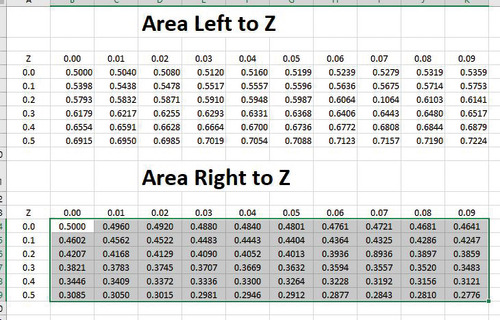 Area Left to Z
Z 0.00 0.01 0.02 0.03 0.04 0.05 0.06 0.07 0.08 0.09
0.0 0.5000 0.5040 0.5080 0.5120 0.5160 0.5199 0.5239 0.5279 0.5319 0.5359
0.1 0.5398 0.5438 0.5478 0.5517 0.5557 0.5596 0.5636 0.5675 0.5714 0.5753
0.2 0.5793 0.5832 0.5871 0.5910 0.5948 0.5987 0.6064 0.1064 0.6103 0.6141
0.3 0.6179 0.6217 0.6255 0.6293 0.6331 0.6368 0.6406 0.6443 0.6480 0.6517
0.4 0.6554 0.6591 0.6628 0.6664 0.6700 0.6736 0.6772 0.6808 0.6844 0.6879
0.5 0.6915 0.6950 0.6985 0.7019 0.7054 0.7088 0.7123 0.7157 0.7190 0.7224
Area Right to Z
Z 0.00 0.01 0.02 0.03 0.04 0.05 0.06 0.07 0.08 0.09
0.0 0.5000 0.4960 0.4920 0.4880 0.4840 0.4801 0.4761 0.4721 0.4681 0.4641
0.1 0.4602 0.4562 0.4522 0.4483 0.4443 0.4404 0.4364 0.4325 0.4286 0.4247
0.2 0.4207 0.4168 0.4129 0.4090 0.4052 0.4013 0.3936 0.8936 0.3897 0.3859
0.3 0.3821 0.3783 0.3745 0.3707 0.3669 0.3632 0.3594 0.3557 0.3520 0.3483
0.4 0.3446 0.3409 0.3372 0.3336 0.3300 0.3264 0.3228 0.3192 0.3156 0.3121
0.5 0.3085 0.3050 0.3015 0.2981 0.2946 0.2912 0.2877 0.2843 0.2810 0.2776